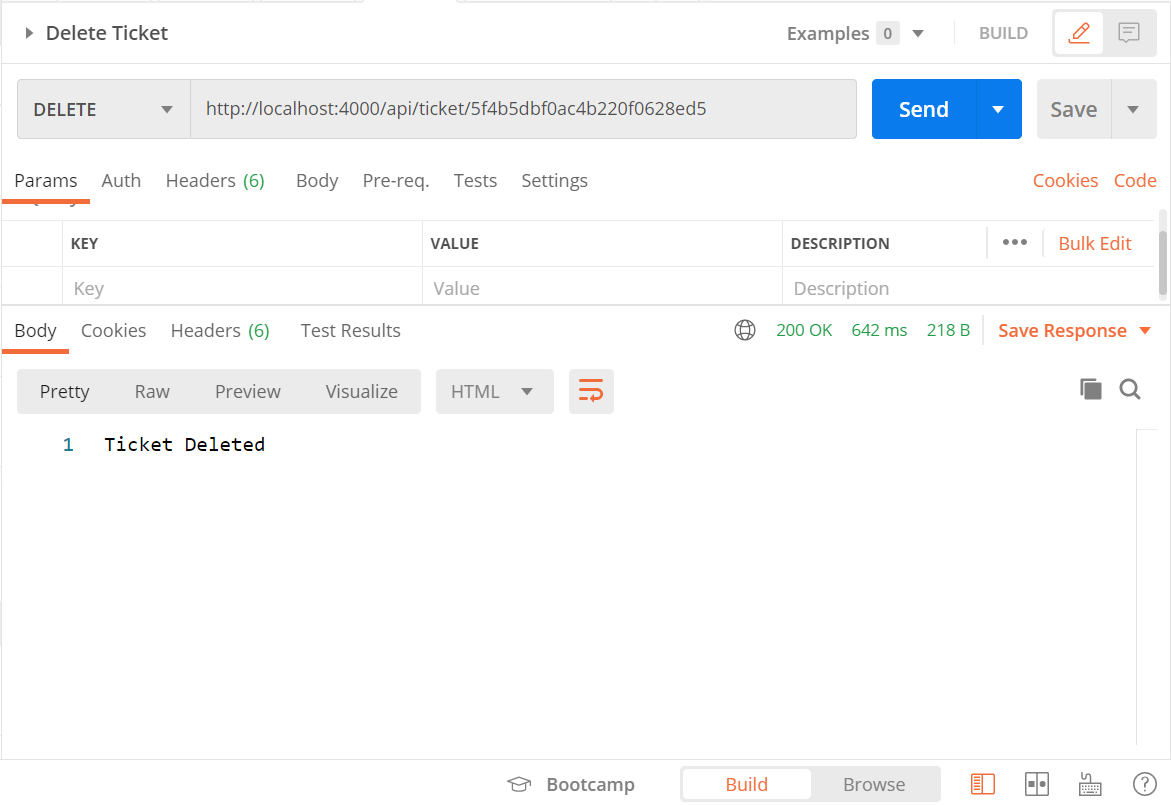 Delete Ticket Examples 0 BUILD
DELETE http://localhost:4000/api/ticket/5f4b5dbf0ac4b220f0628ed5 Send Save
Params Auth Headers (6) Body Pre-req. Tests Settings Cookies Code
KEY VALUE DESCRIPTION ••• Bulk Edit
Key Value Description
Body Cookies Headers (6) Test Results 200 OK 642 ms 218 B Save Response
Pretty Raw Preview Visualize HTML
1 Ticket Deleted
Bootcamp Build Browse ?